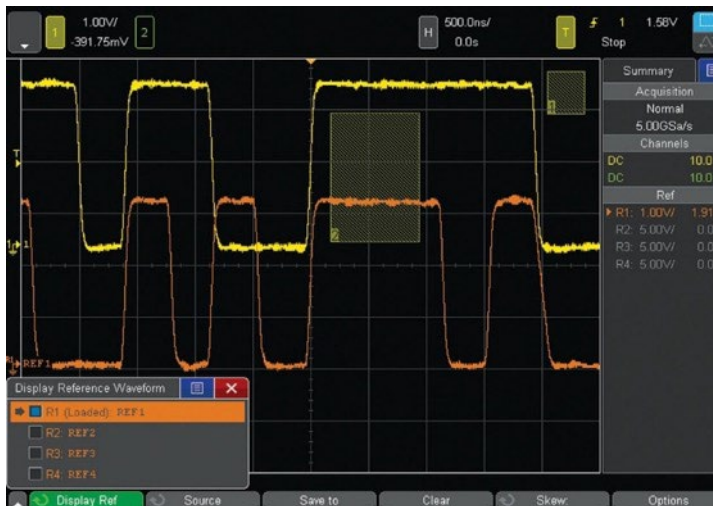 1 1.00V/ 2 H 500.0ns/ T 1 1.58V
-391.75mV 0.0s Stop
Summary
Acquisition
Normal
5.00GSa/s
Channels
DC 10.0
DC 10.0
Ref
R1: 1.00V/ 1.91
R2: 5.00V/ 0.0
R3: 5.00V/ 0.0
R4: 5.00V/ 0.0
T
1
2
REF1
Display Reference Waveform
R1 (Loaded): REF1
R2: REF2
R3: REF3
R4: REF4
Display Ref Source Save to Clear Skew: Options